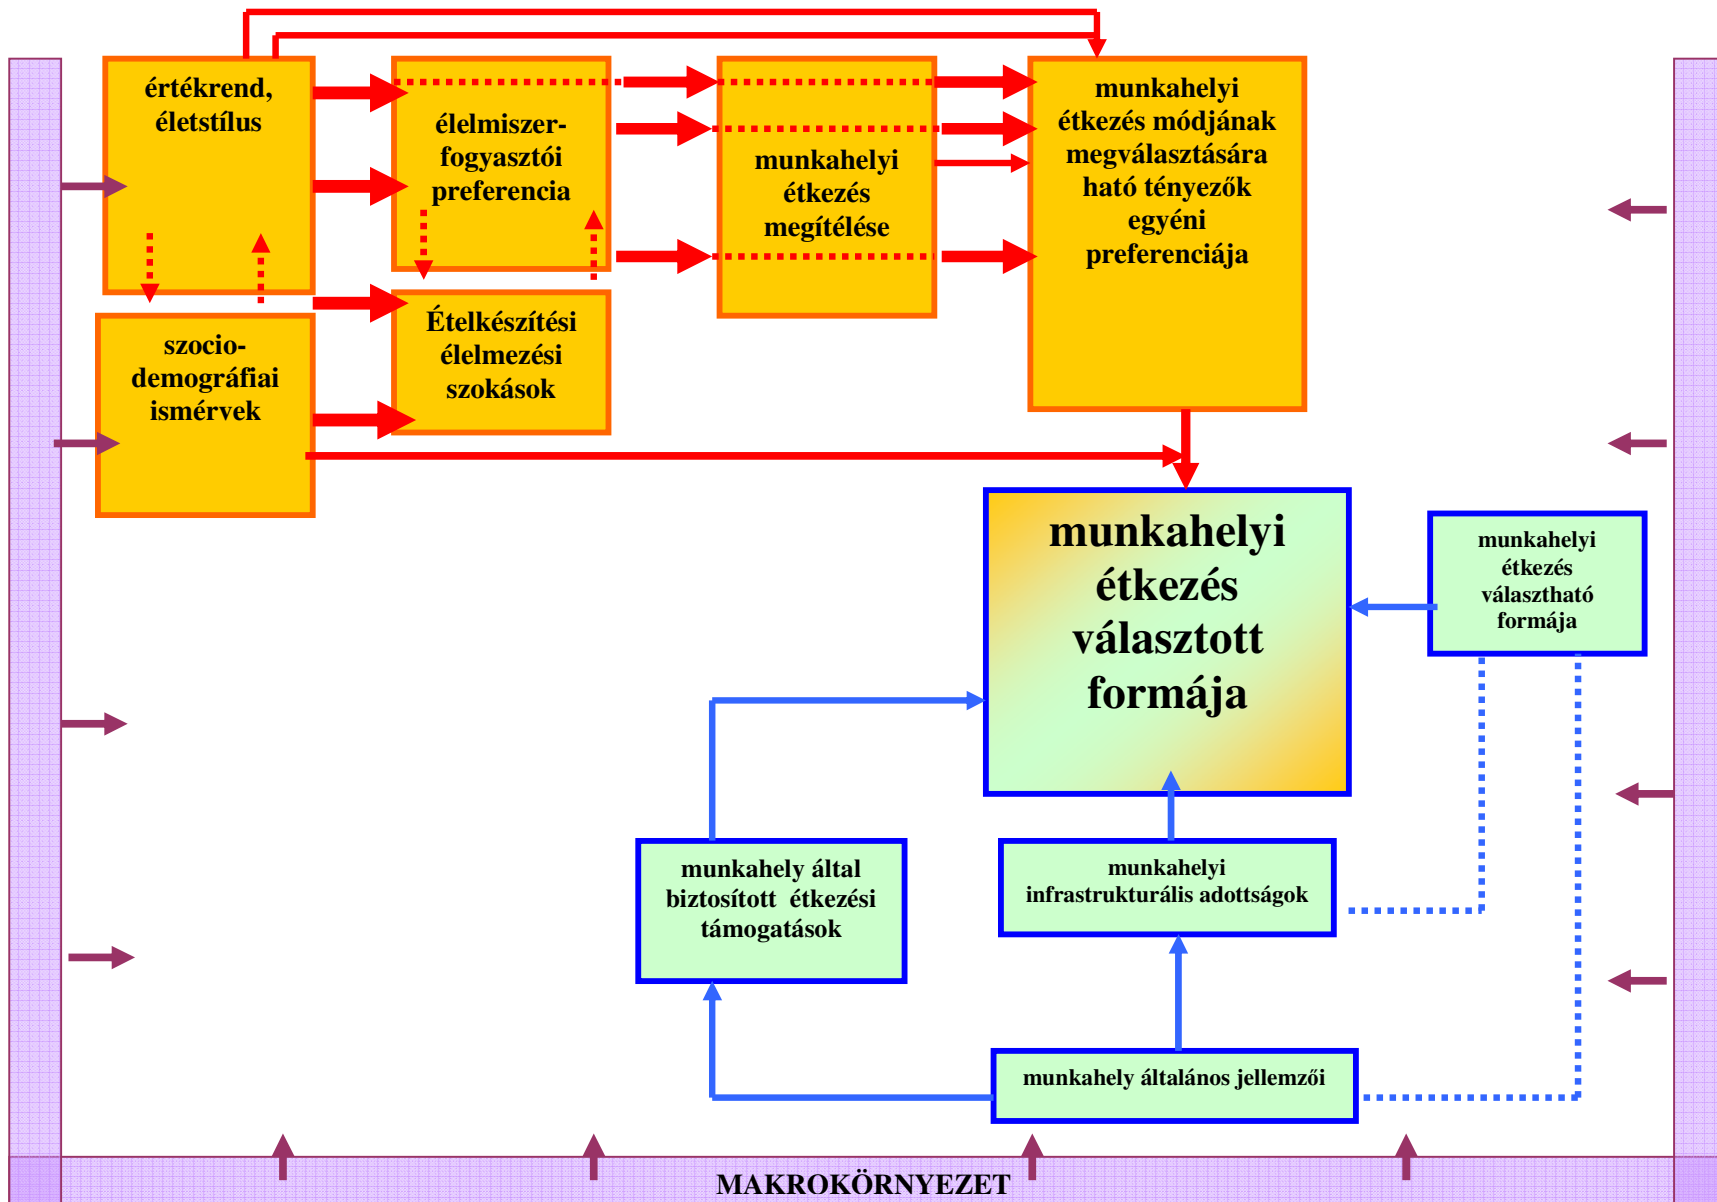 értékrend,
életstílus
élelmiszer-
fogyasztói
preferencia
munkahelyi
étkezés
megítélése
munkahelyi
étkezés módjának
megválasztására
ható tényezők
egyéni
preferenciája
szocio-
demográfiai
ismérvek
Ételkészítési
élelmezési
szokások
munkahelyi
étkezés
választott
formája
munkahelyi
étkezés
választható
formája
munkahely által
biztosított étkezési
támogatások
munkahelyi
infrastrukturális adottságok
munkahely általános jellemzői
MAKROKÖRNYEZET